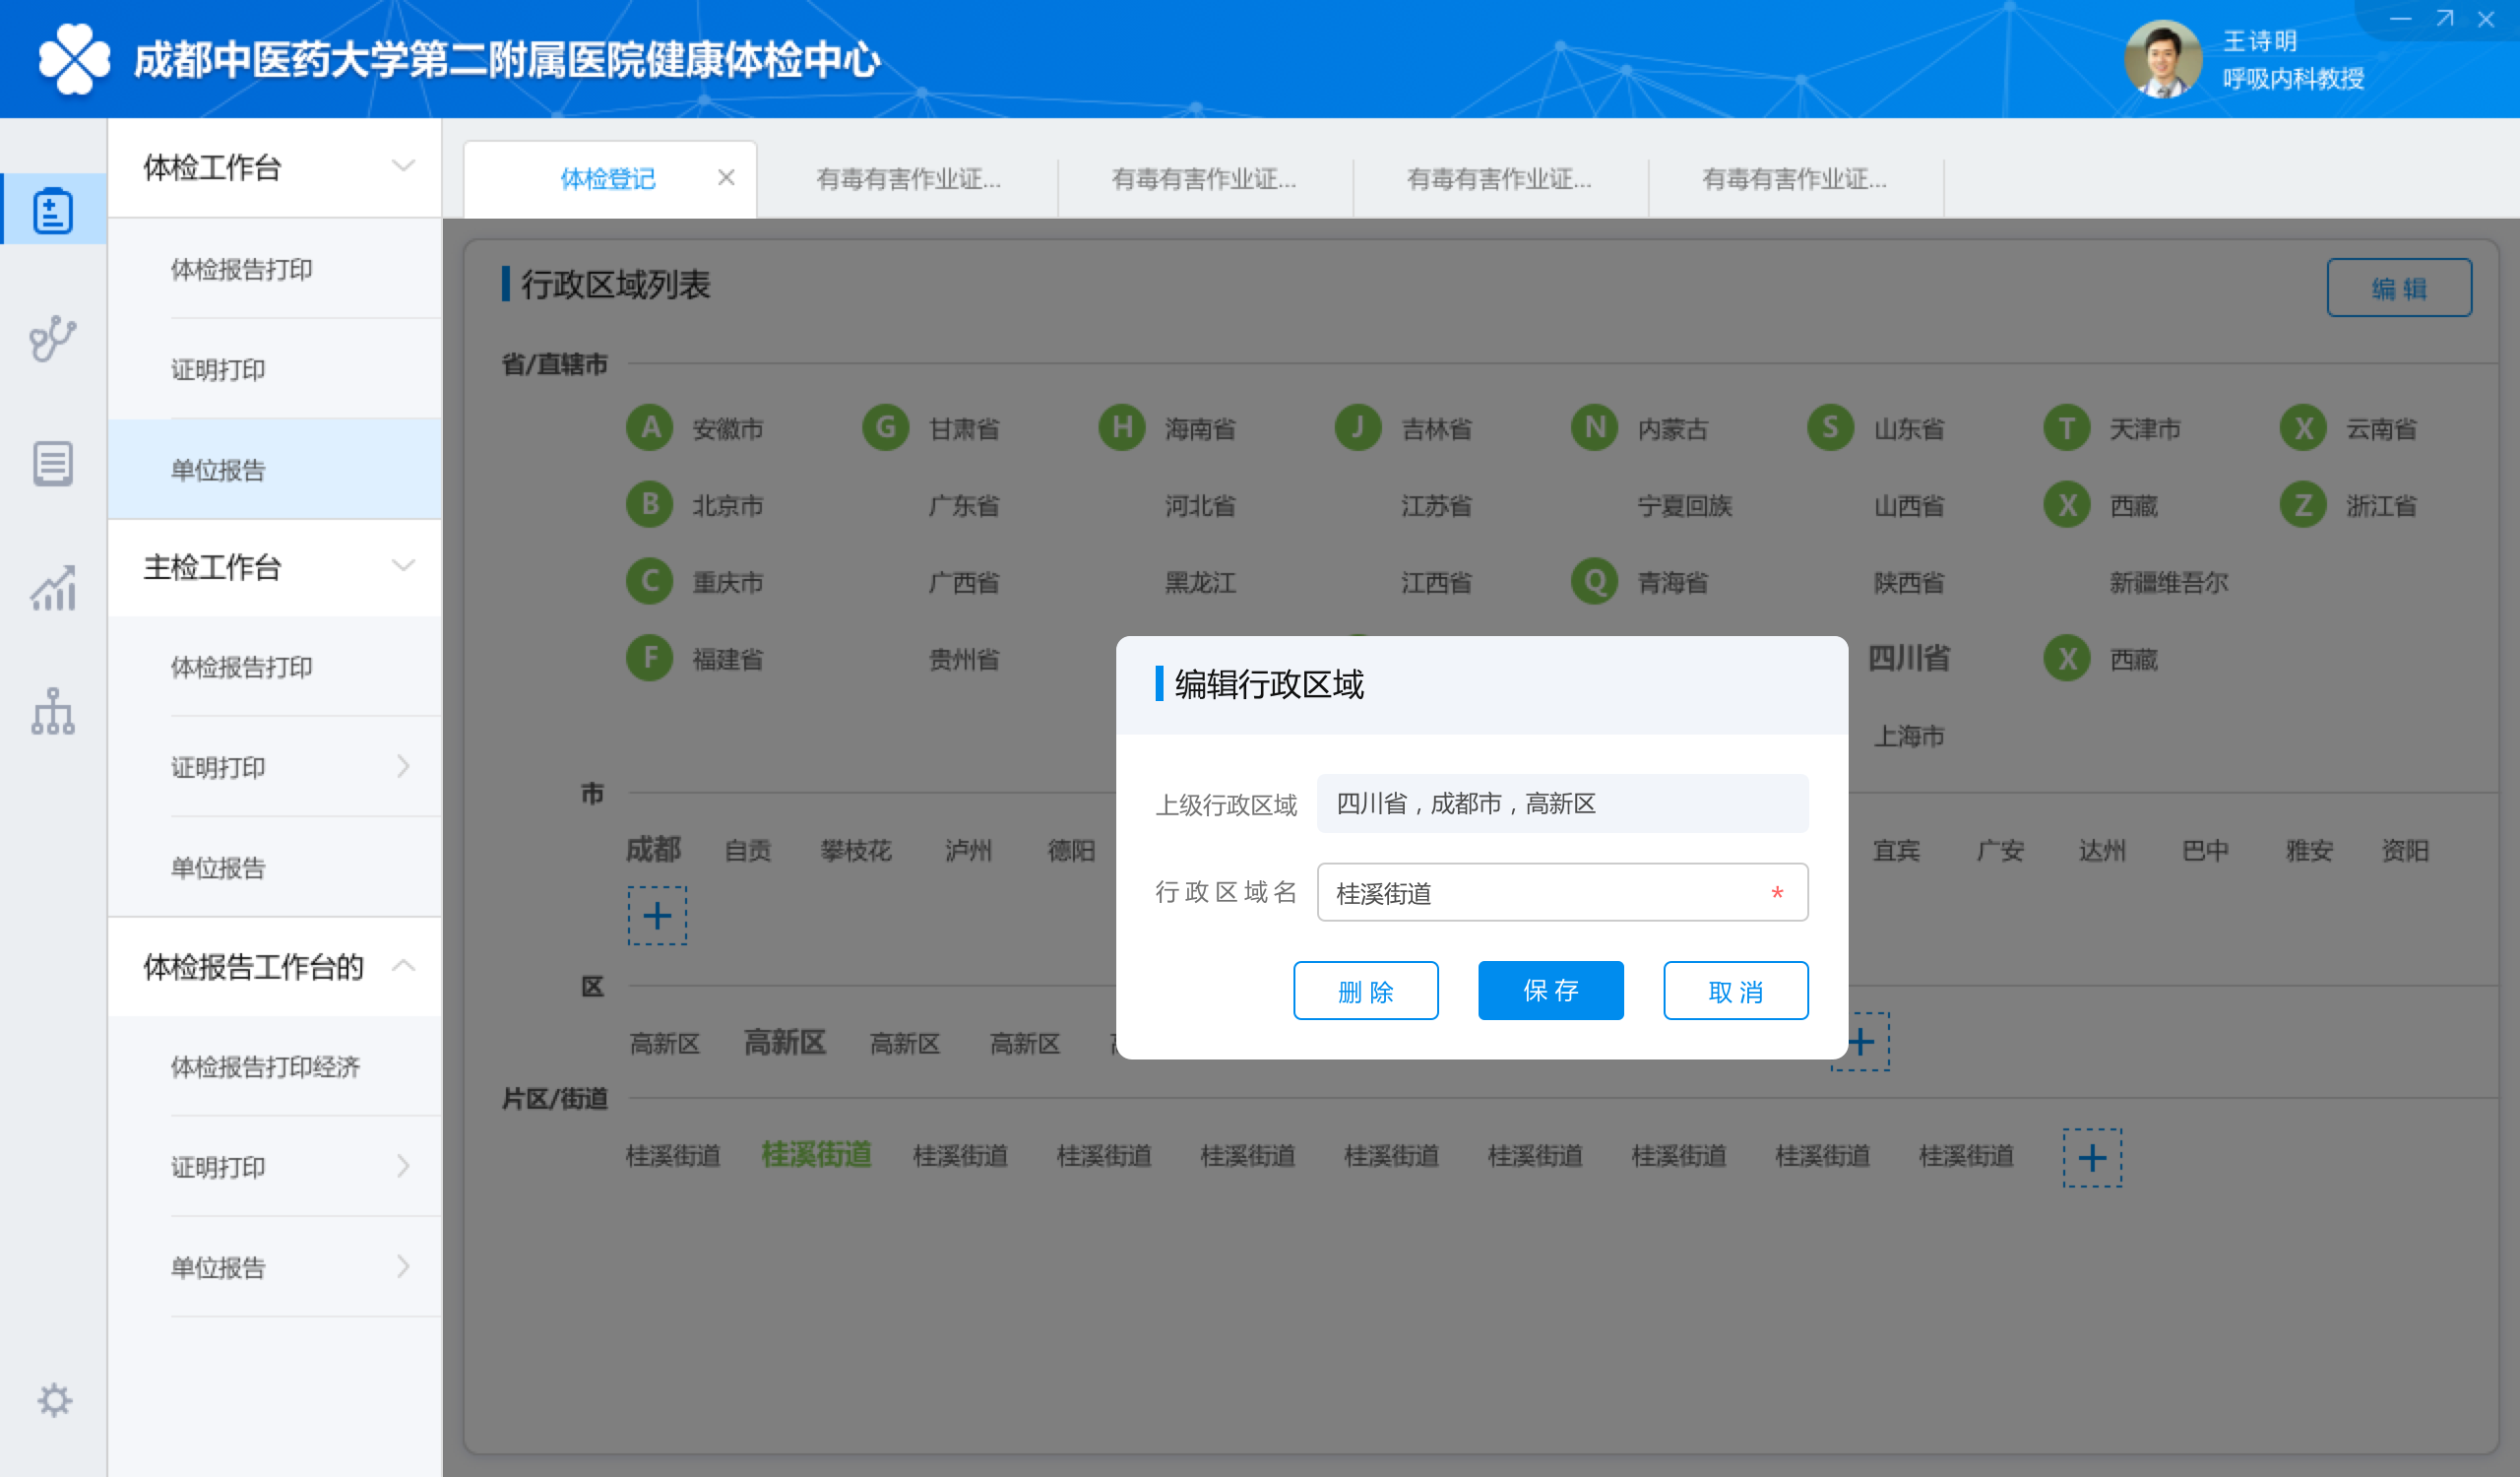 成都中医药大学第二附属医院健康体检中心
王诗明
呼吸内科教授
体检工作台
体检报告打印
证明打印
单位报告
主检工作台
体检报告打印
证明打印
单位报告
体检报告工作台的
体检报告打印经济
证明打印
单位报告
体检登记 有毒有害作业证... 有毒有害作业证... 有毒有害作业证... 有毒有害作业证...
行政区域列表 编 辑
省/直辖市
A 安徽市 G 甘肃省 H 海南省 J 吉林省 N 内蒙古 S 山东省 T 天津市 X 云南省
B 北京市 广东省 河北省 江苏省 宁夏回族 山西省 X 西藏 Z 浙江省
C 重庆市 广西省 黑龙江 江西省 Q 青海省 陕西省 新疆维吾尔
F 福建省 贵州省 四川省 X 西藏
上海市
市
成都 自贡 攀枝花 泸州 德阳 宜宾 广安 达州 巴中 雅安 资阳
区
高新区 高新区 高新区 高新区
片区/街道
桂溪街道 桂溪街道 桂溪街道 桂溪街道 桂溪街道 桂溪街道 桂溪街道 桂溪街道 桂溪街道 桂溪街道
编辑行政区域
上级行政区域 四川省，成都市，高新区
行政区域名 桂溪街道 *
删 除 保 存 取 消